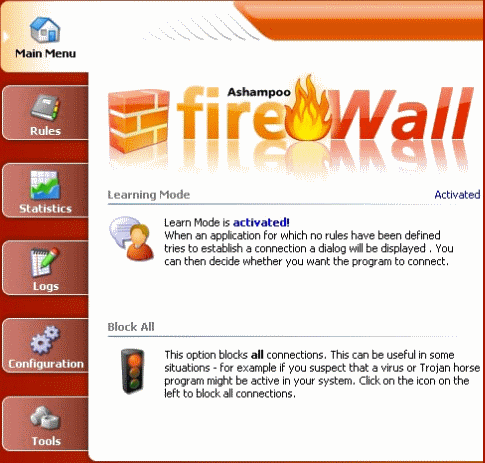 Main Menu
Rules
Statistics
Logs
Configuration
Tools
Ashampoo
fireWall
Learning Mode Activated
Learn Mode is activated!
When an application for which no rules have been defined
tries to establish a connection a dialog will be displayed . You
can then decide whether you want the program to connect.
Block All
This option blocks all connections. This can be useful in some
situations - for example if you suspect that a virus or Trojan horse
program might be active in your system. Click on the icon on the
left to block all connections.